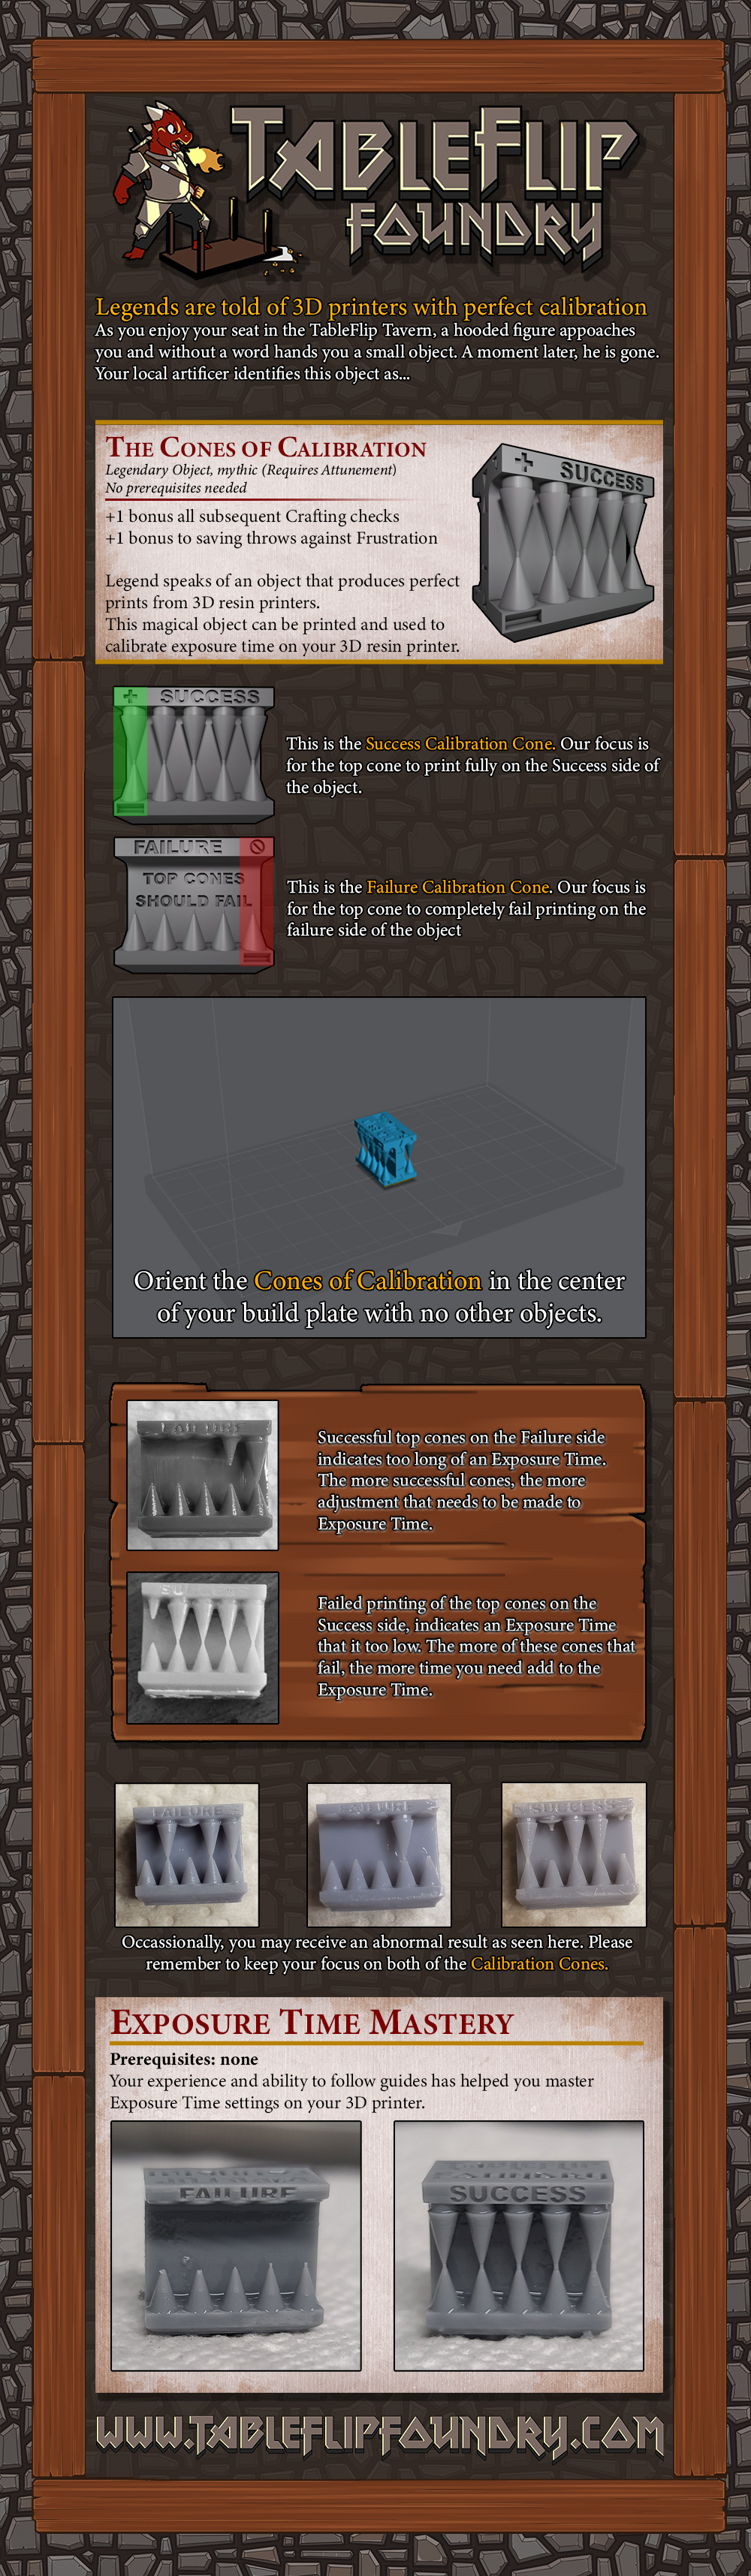 TABLEFLIP
FOUNDRY
Legends are told of 3D printers with perfect calibration
As you enjoy your seat in the TableFlip Tavern, a hooded figure appoaches
you and without a word hands you a small object. A moment later, he is gone.
Your local artificer identifies this object as...
THE CONES OF CALIBRATION
Legendary Object, mythic (Requires Attunement)
No prerequisites needed
+1 bonus all subsequent Crafting checks
+1 bonus to saving throws against Frustration
Legend speaks of an object that produces perfect
prints from 3D resin printers.
This magical object can be printed and used to
calibrate exposure time on your 3D resin printer.
+ SUCCESS
+ SUCCESS
This is the Success Calibration Cone. Our focus is
for the top cone to print fully on the Success side of
the object.
FAILURE
TOP CONES
SHOULD FAIL
This is the Failure Calibration Cone. Our focus is
for the top cone to completely fail printing on the
failure side of the object
Orient the Cones of Calibration in the center
of your build plate with no other objects.
Successful top cones on the Failure side
indicates too long of an Exposure Time.
The more successful cones, the more
adjustment that needs to be made to
Exposure Time.
Failed printing of the top cones on the
Success side, indicates an Exposure Time
that it too low. The more of these cones that
fail, the more time you need add to the
Exposure Time.
FAILURE
FAILURE
SUCCESS
Occassionally, you may receive an abnormal result as seen here. Please
remember to keep your focus on both of the Calibration Cones.
EXPOSURE TIME MASTERY
Prerequisites: none
Your experience and ability to follow guides has helped you master
Exposure Time settings on your 3D printer.
FAILURE
SUCCESS
WWW.TABLEFLIPFOUNDRY.COM